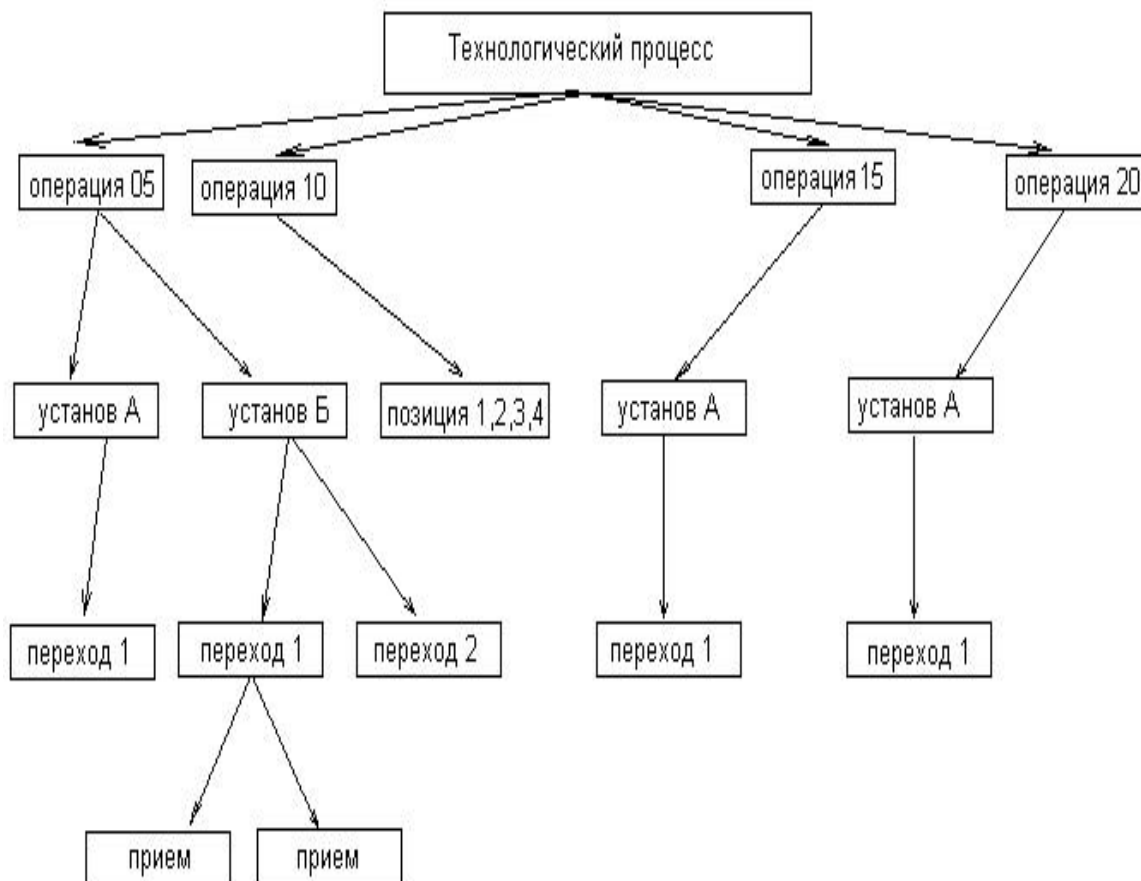 Технологический процесс
операция 05
операция 10
операция 15
операция 20
установ А
установ Б
позиция 1,2,3,4
установ А
установ А
переход 1
переход 1
переход 2
переход 1
переход 1
прием
прием